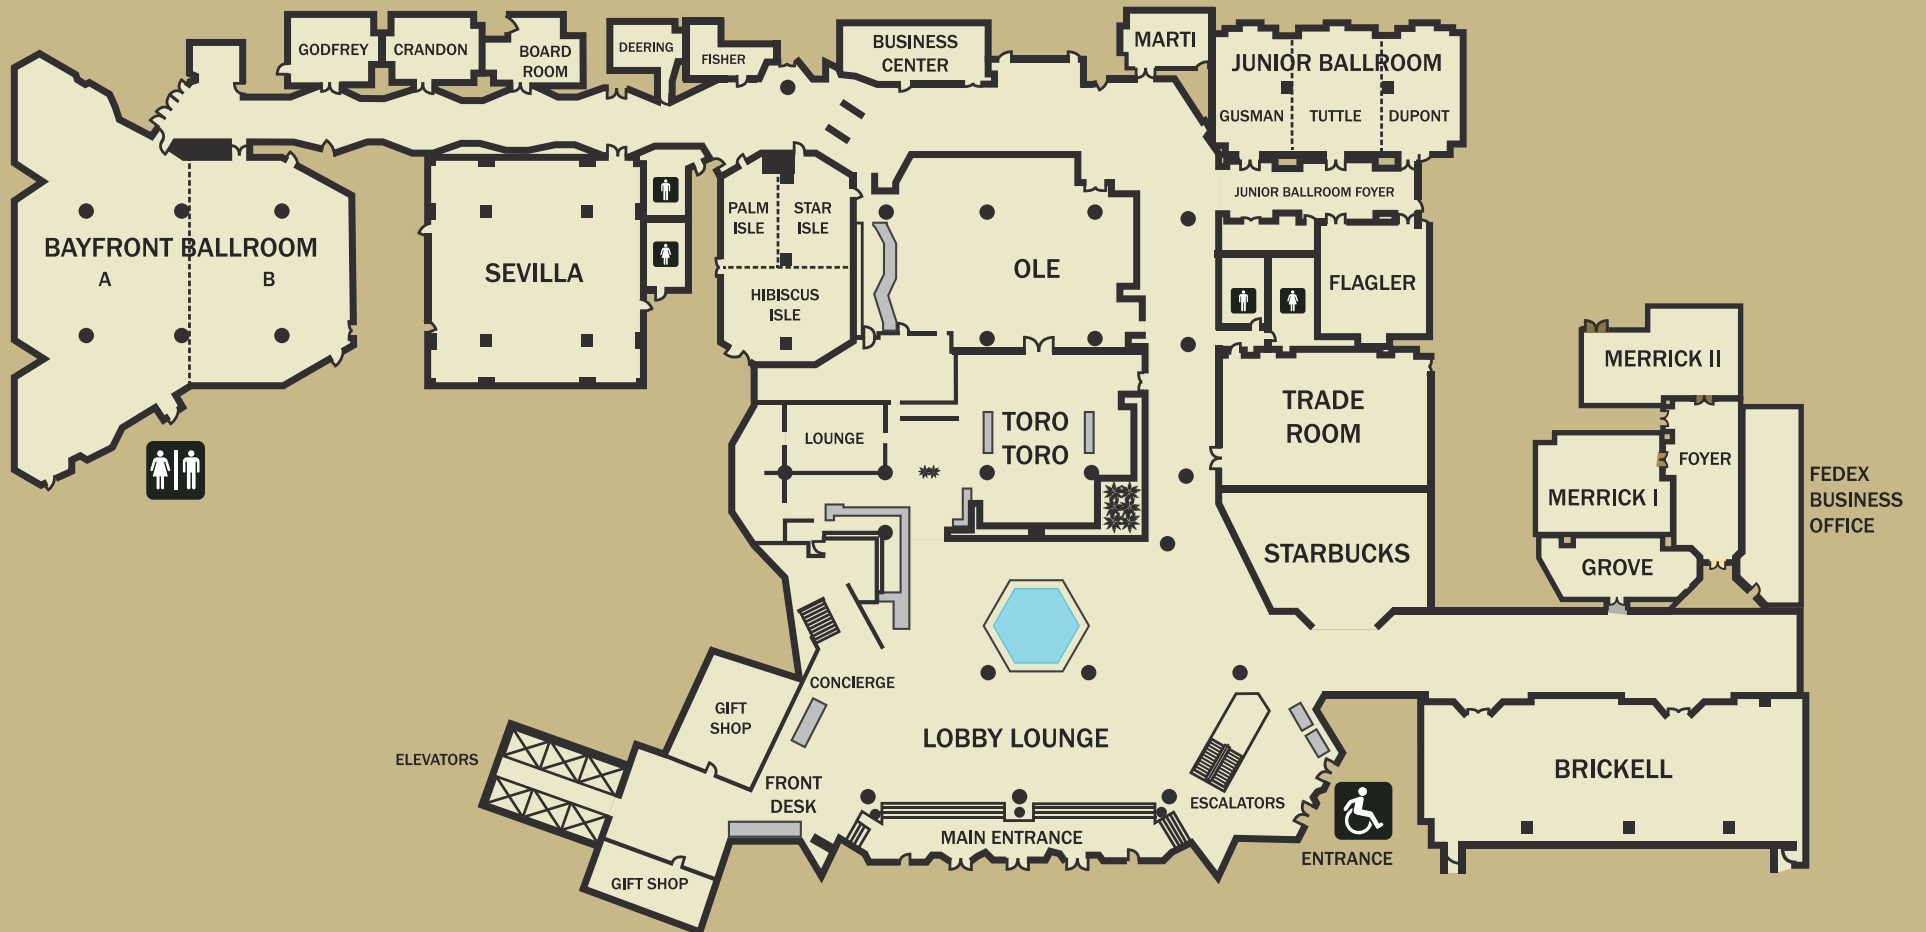 GODFREY
CRANDON
BOARD
ROOM
DEERING
FISHER
BUSINESS
CENTER
MARTI
JUNIOR BALLROOM
GUSMAN
TUTTLE
DUPONT
JUNIOR BALLROOM FOYER
BAYFRONT BALLROOM
A
B
SEVILLA
PALM
ISLE
STAR
ISLE
HIBISCUS
ISLE
OLE
FLAGLER
MERRICK II
TRADE
ROOM
TORO
TORO
LOUNGE
FOYER
MERRICK I
FEDEX
BUSINESS
OFFICE
STARBUCKS
GROVE
CONCIERGE
GIFT
SHOP
LOBBY LOUNGE
ELEVATORS
FRONT
DESK
BRICKELL
ESCALATORS
MAIN ENTRANCE
ENTRANCE
GIFT SHOP